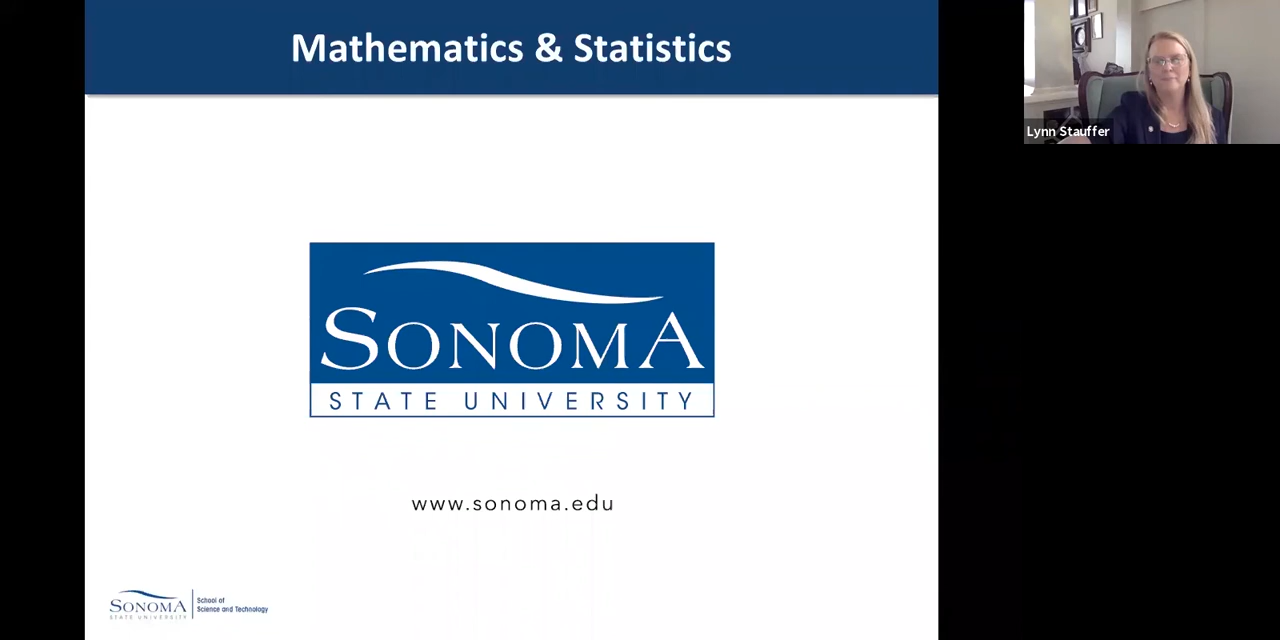 Mathematics & Statistics
Lynn Stauffer
SONOMA
STATE UNIVERSITY
www.sonoma.edu
SONOMA
STATE UNIVERSITY
School of
Science and Technology